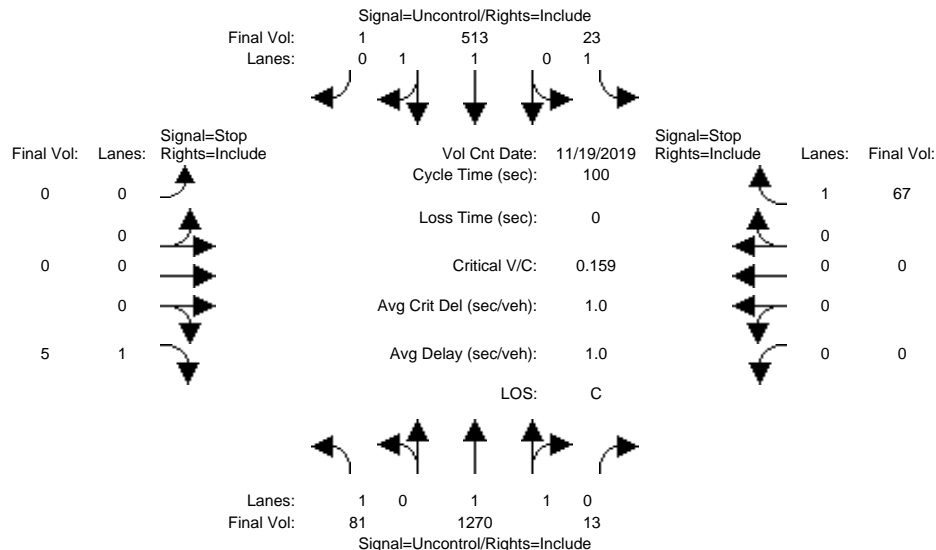 Signal=Uncontrol/Rights=Include
Final Vol: 1 513 23
Lanes: 0 1 1 0 1
Signal=Stop Signal=Stop
Final Vol: Lanes: Rights=Include Vol Cnt Date: 11/19/2019 Rights=Include Lanes: Final Vol:
Cycle Time (sec): 100
0 0 1 67
Loss Time (sec): 0
0 0
0 0 Critical V/C: 0.159 0 0
0 Avg Crit Del (sec/veh): 1.0 0
5 1 Avg Delay (sec/veh): 1.0 0 0
LOS: C
Lanes: 1 0 1 1 0
Final Vol: 81 1270 13
Signal=Uncontrol/Rights=Include